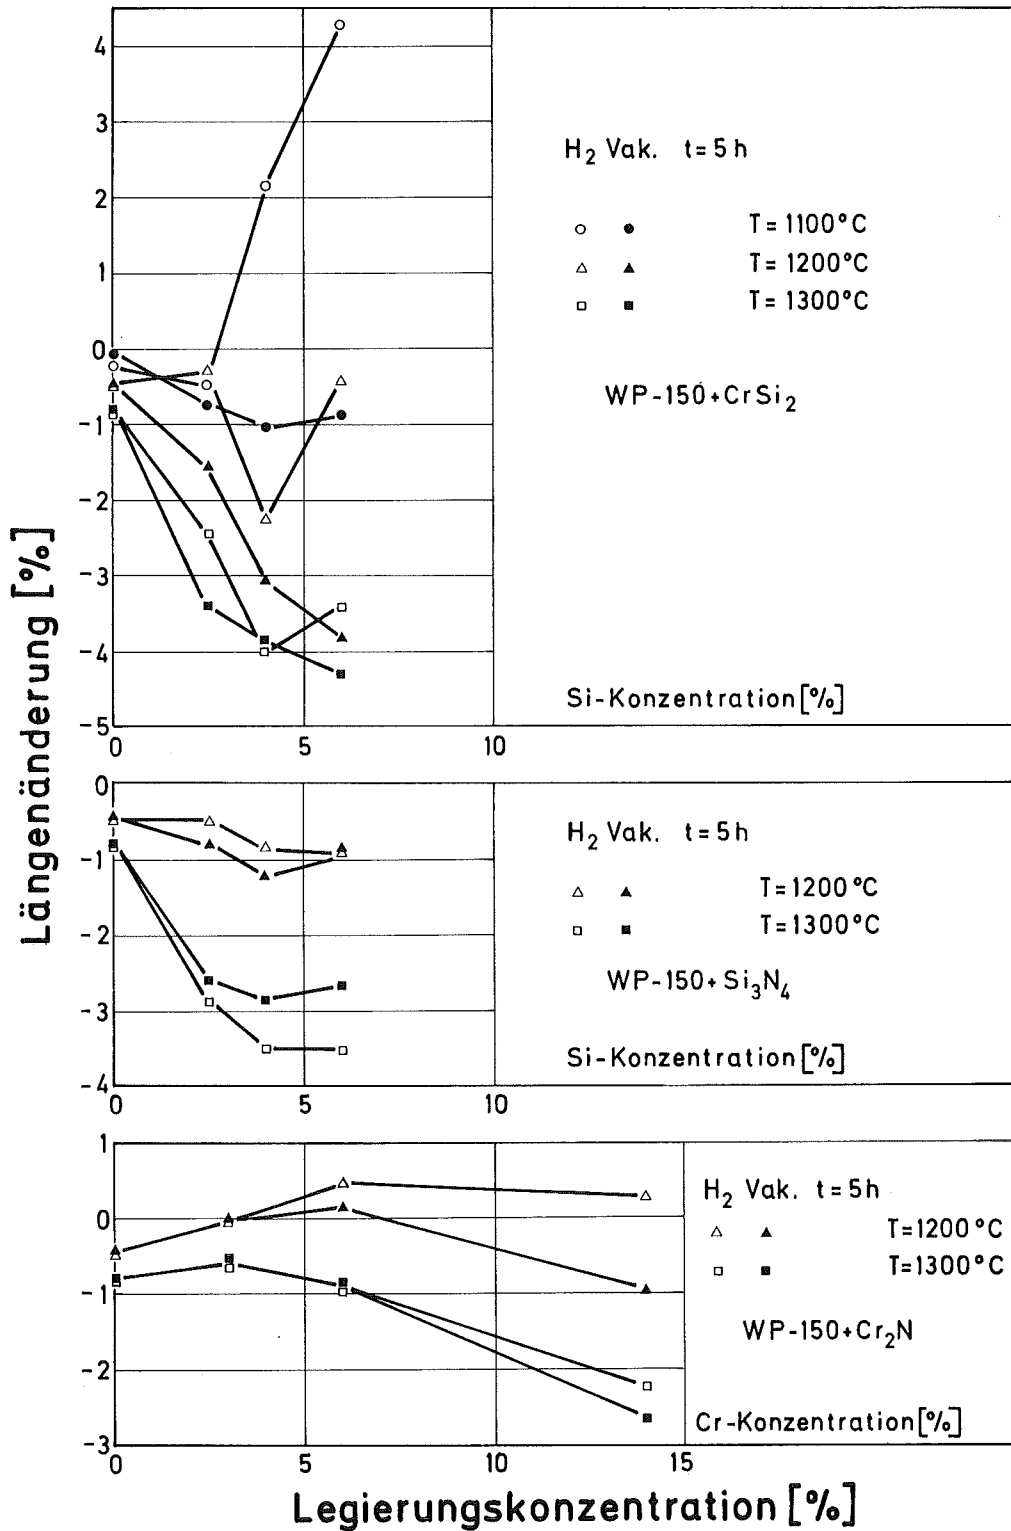 Längenänderung [%]
4
3
2
1
0
-1
-2
-3
-4
-5
0 5 10
H2 Vak. t=5h
T=1100°C
T=1200°C
T=1300°C
WP-150+CrSi2
Si-Konzentration[%]
0
-1
-2
-3
-4
0 5 10
H2 Vak. t=5h
T=1200°C
T=1300°C
WP-150+Si3N4
Si-Konzentration[%]
1
0
-1
-2
-3
0 5 10 15
H2 Vak. t=5h
T=1200°C
T=1300°C
WP-150+Cr2N
Cr-Konzentration[%]
Legierungskonzentration [%]